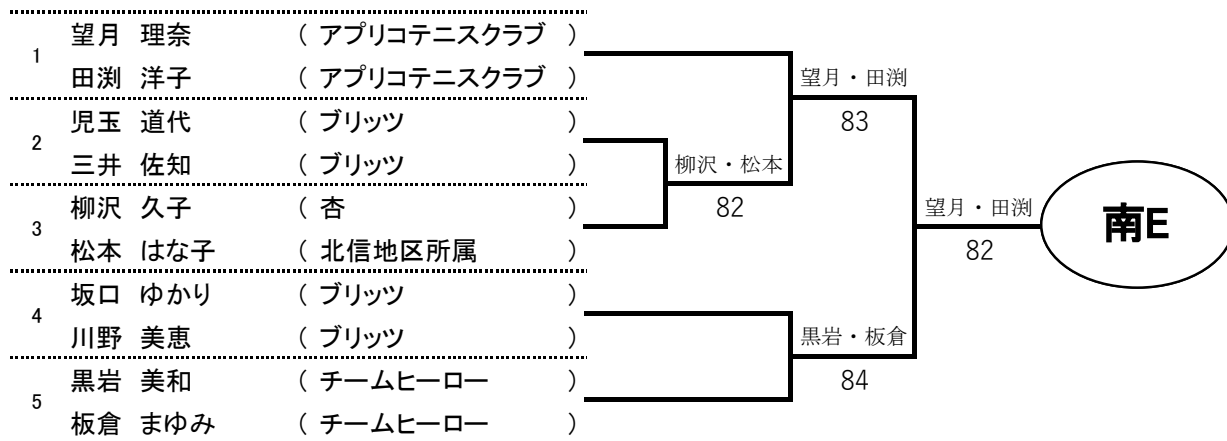 1
望月 理奈 ( アプリコテニスクラブ )
田渕 洋子 ( アプリコテニスクラブ )
2
児玉 道代 ( ブリッツ )
三井 佐知 ( ブリッツ )
3
柳沢 久子 ( 杏 )
松本 はな子 ( 北信地区所属 )
4
坂口 ゆかり ( ブリッツ )
川野 美恵 ( ブリッツ )
5
黒岩 美和 ( チームヒーロー )
板倉 まゆみ ( チームヒーロー )
柳沢・松本
82
望月・田渕
83
黒岩・板倉
84
望月・田渕
82
南E